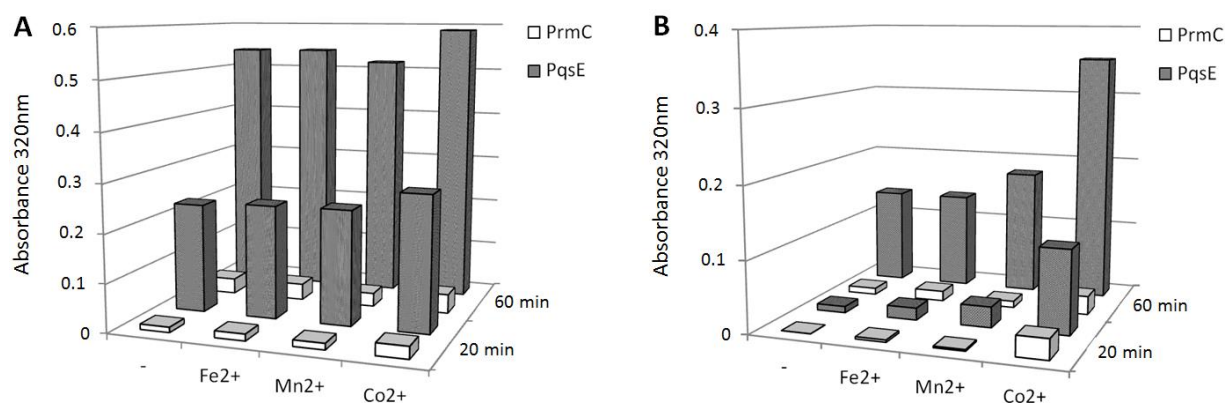 A
Absorbance 320nm
0.6
0.5
0.4
0.3
0.2
0.1
0
-
Fe2+
Mn2+
Co2+
20 min
60 min
PrmC
PqsE
B
Absorbance 320nm
0.4
0.3
0.2
0.1
0
-
Fe2+
Mn2+
Co2+
20 min
60 min
PrmC
PqsE